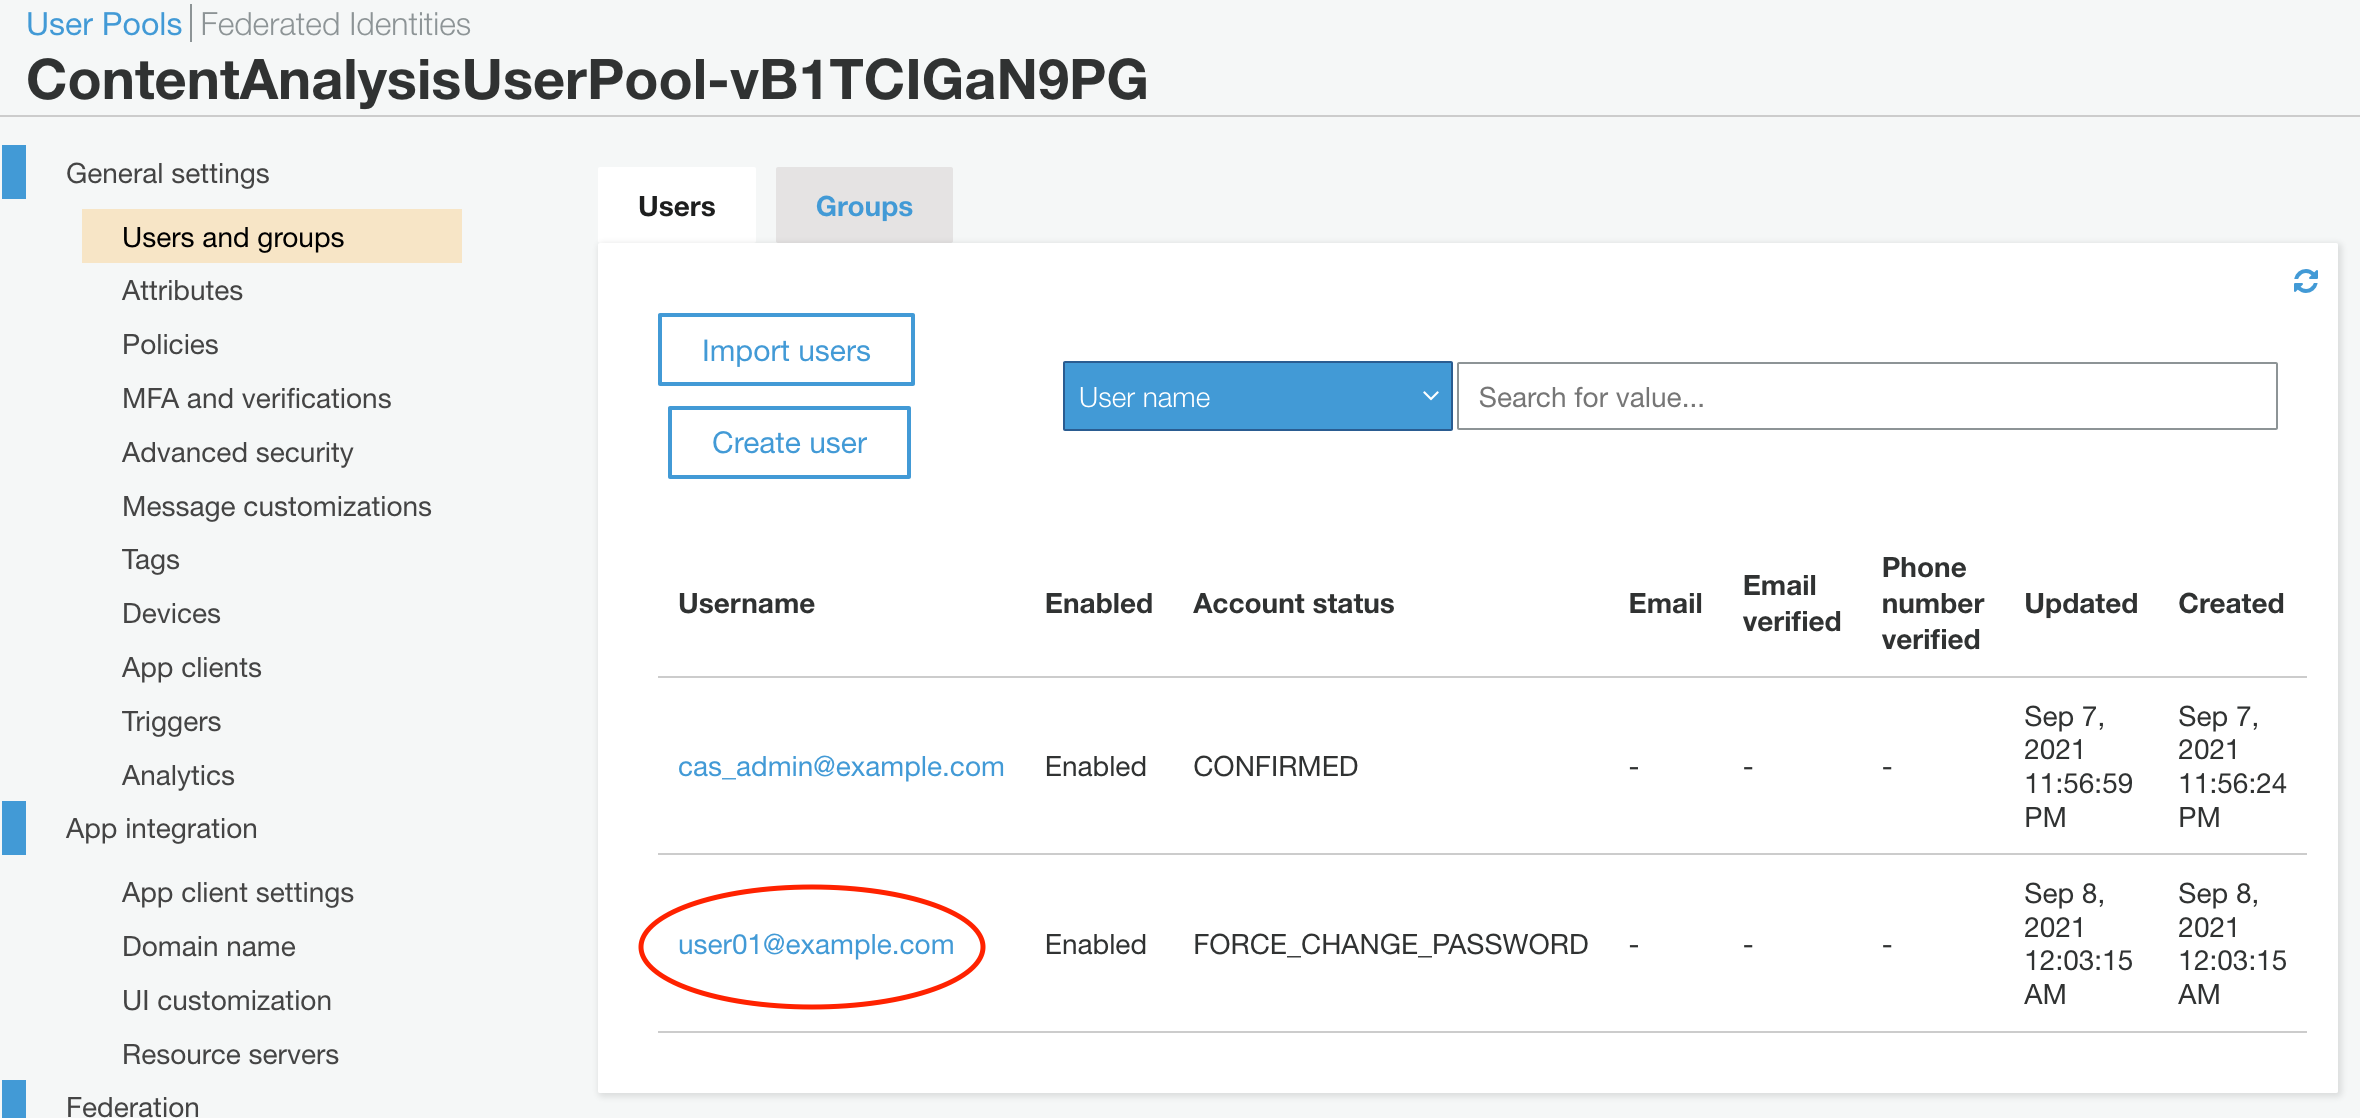 User Pools | Federated Identities
ContentAnalysisUserPool-vB1TCIGaN9PG
General settings
Users and groups
Attributes
Policies
MFA and verifications
Advanced security
Message customizations
Tags
Devices
App clients
Triggers
Analytics
App integration
App client settings
Domain name
UI customization
Resource servers
Federation
Users Groups
Import users
Create user
User name Search for value...
Username Enabled Account status Email Email verified Phone number verified Updated Created
cas_admin@example.com Enabled CONFIRMED - - - Sep 7, 2021 11:56:59 PM Sep 7, 2021 11:56:24 PM
user01@example.com Enabled FORCE_CHANGE_PASSWORD - - - Sep 8, 2021 12:03:15 AM Sep 8, 2021 12:03:15 AM